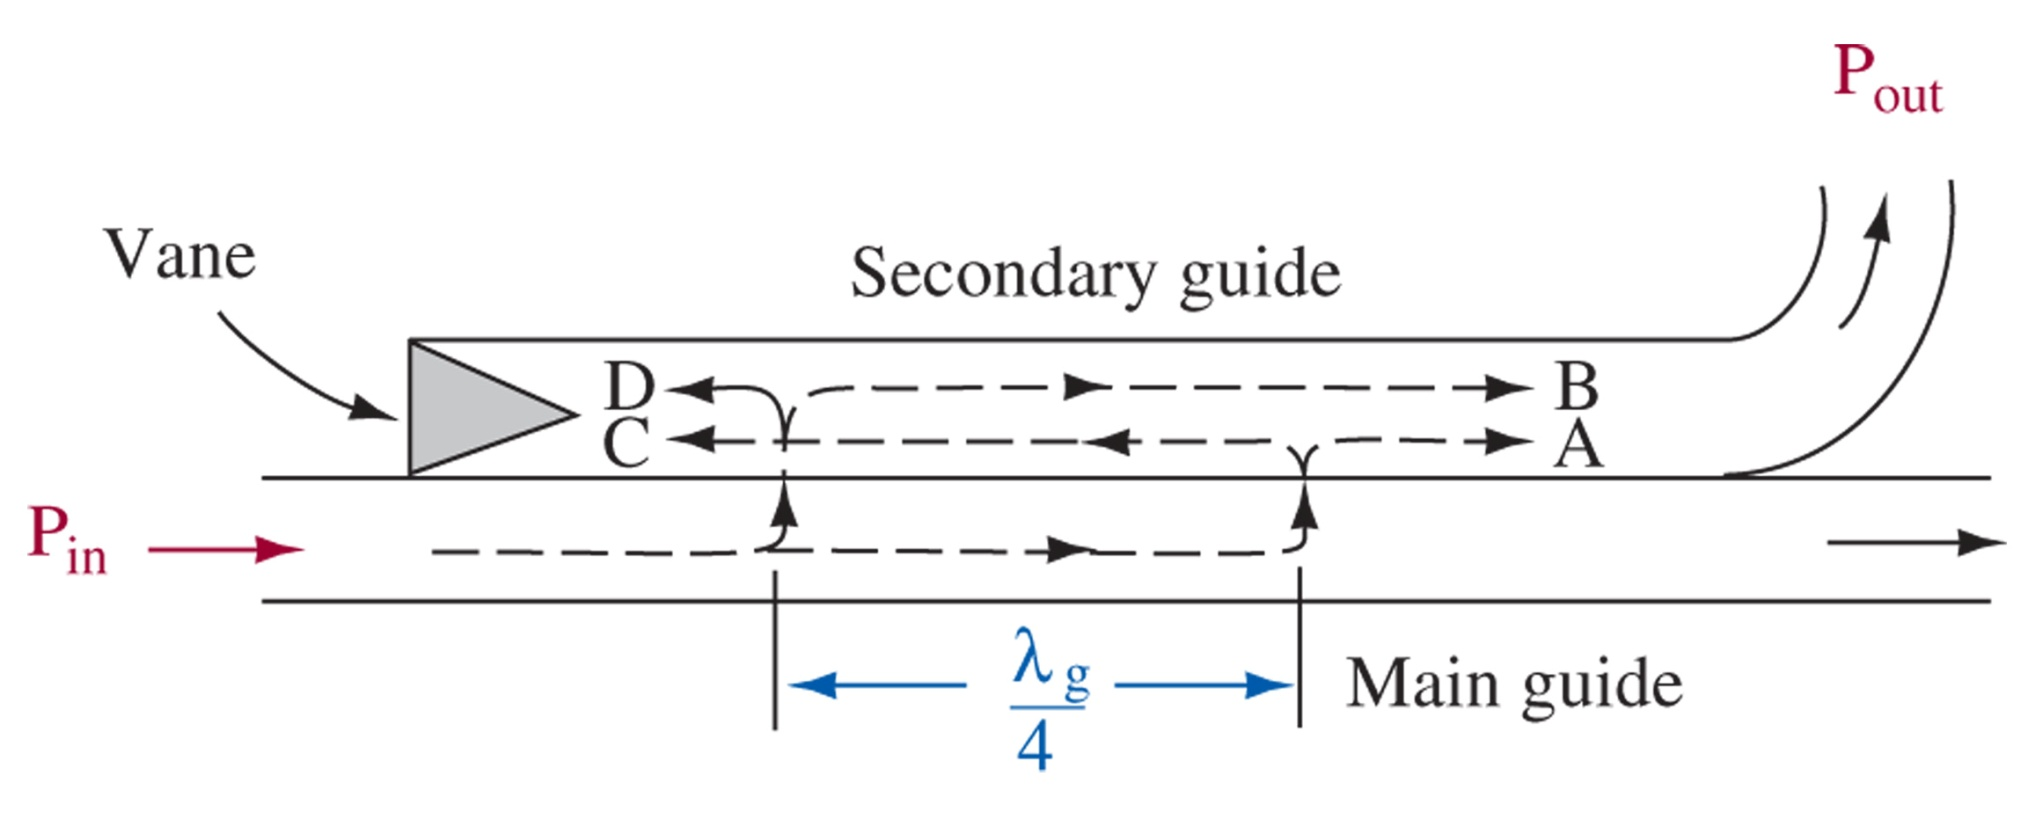 P_out
Vane
Secondary guide
D B
C A
P_in
λ_g
4
Main guide